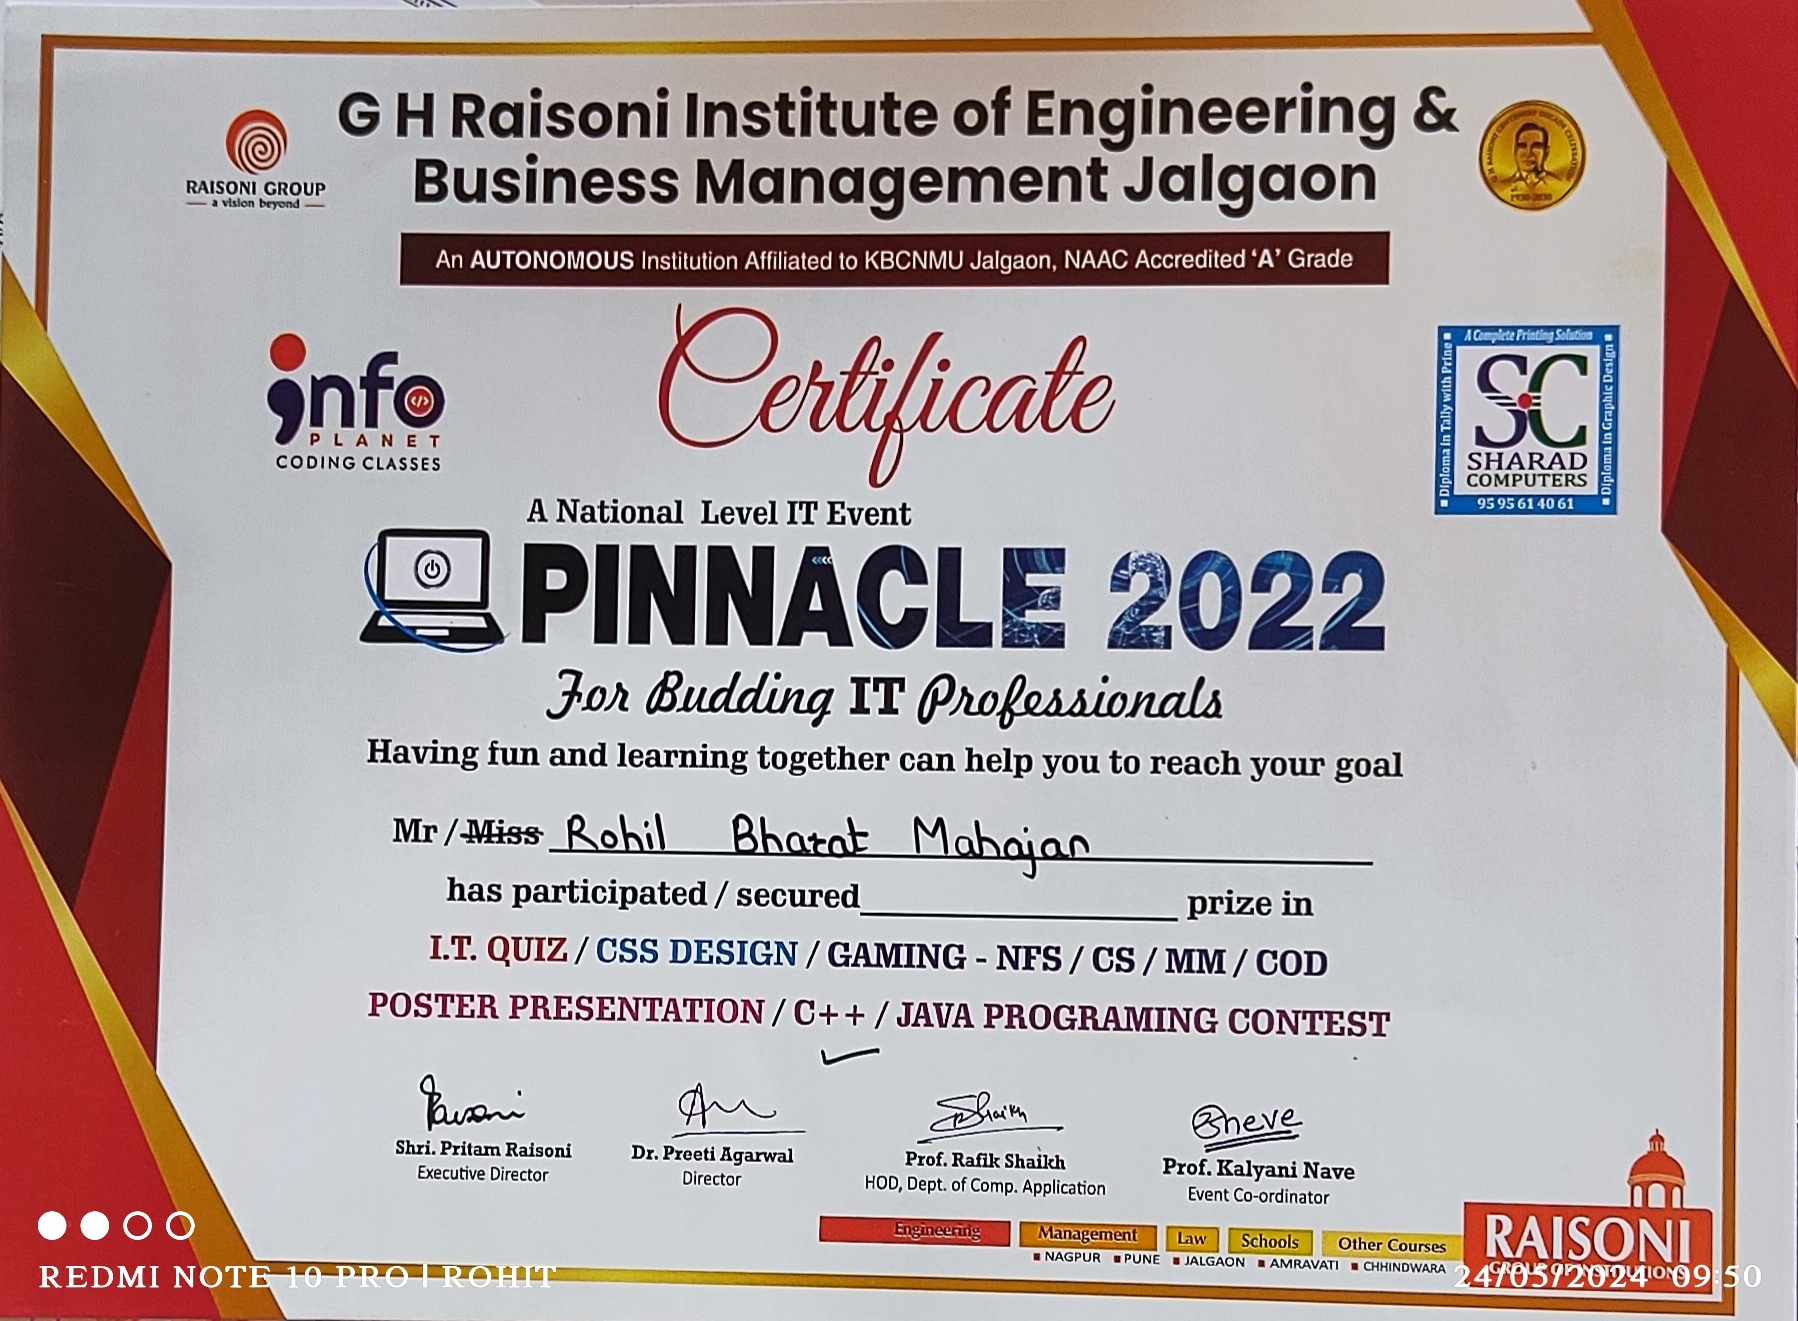 G H Raisoni Institute of Engineering &
Business Management Jalgaon
RAISONI GROUP
a vision beyond
An AUTONOMOUS Institution Affiliated to KBCNMU Jalgaon, NAAC Accredited 'A' Grade
Certificate
info
PLANET
CODING CLASSES
A Complete Printing Solution
Diploma in Tally with Prime
SC
SHARAD
COMPUTERS
Diploma in Graphic Design
95 95 61 40 61
A National Level IT Event
PINNACLE 2022
For Budding IT Professionals
Having fun and learning together can help you to reach your goal
Mr / Miss Rohil Bharat Mahajan
has participated / secured prize in
I.T. QUIZ / CSS DESIGN / GAMING - NFS / CS / MM / COD
POSTER PRESENTATION / C++ / JAVA PROGRAMING CONTEST
Shri. Pritam Raisoni
Executive Director
Dr. Preeti Agarwal
Director
Shaikh
Prof. Rafik Shaikh
HOD, Dept. of Comp. Application
Prof. Kalyani Nave
Event Co-ordinator
Engineering Management Law Schools Other Courses
NAGPUR PUNE JALGAON AMRAVATI CHHINDWARA
RAISONI
GROUP OF INSTITUTIONS
REDMI NOTE 10 PRO | ROHIT
24/05/2024 09:50